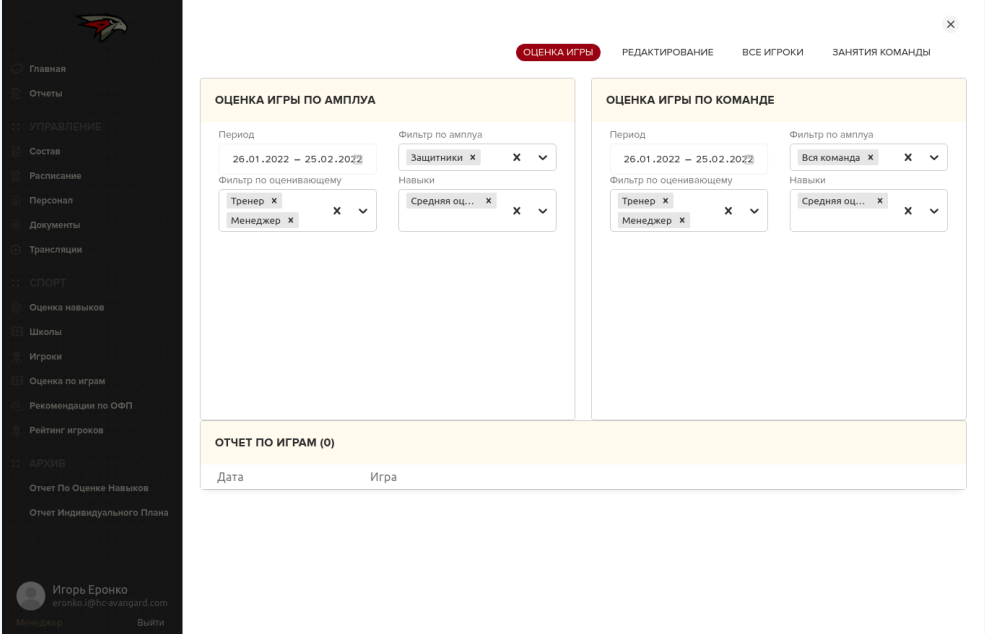 Главная
Отчеты
УПРАВЛЕНИЕ
Состав
Расписание
Персонал
Документы
Трансляции
СПОРТ
Оценка навыков
Школы
Игроки
Оценка по играм
Рекомендации по ОФП
Рейтинг игроков
АРХИВ
Отчет По Оценке Навыков
Отчет Индивидуального Плана
Игорь Еронко
eronko.i@hc-avangard.com
Менеджер Выйти
ОЦЕНКА ИГРЫ РЕДАКТИРОВАНИЕ ВСЕ ИГРОКИ ЗАНЯТИЯ КОМАНДЫ
ОЦЕНКА ИГРЫ ПО АМПЛУА
Период Фильтр по амплуа
26.01.2022 – 25.02.2022 Защитники ×
Фильтр по оценивающему Навыки
Тренер × Средняя оц... ×
Менеджер ×
ОЦЕНКА ИГРЫ ПО КОМАНДЕ
Период Фильтр по амплуа
26.01.2022 – 25.02.2022 Вся команда ×
Фильтр по оценивающему Навыки
Тренер × Средняя оц... ×
Менеджер ×
ОТЧЕТ ПО ИГРАМ (0)
Дата Игра